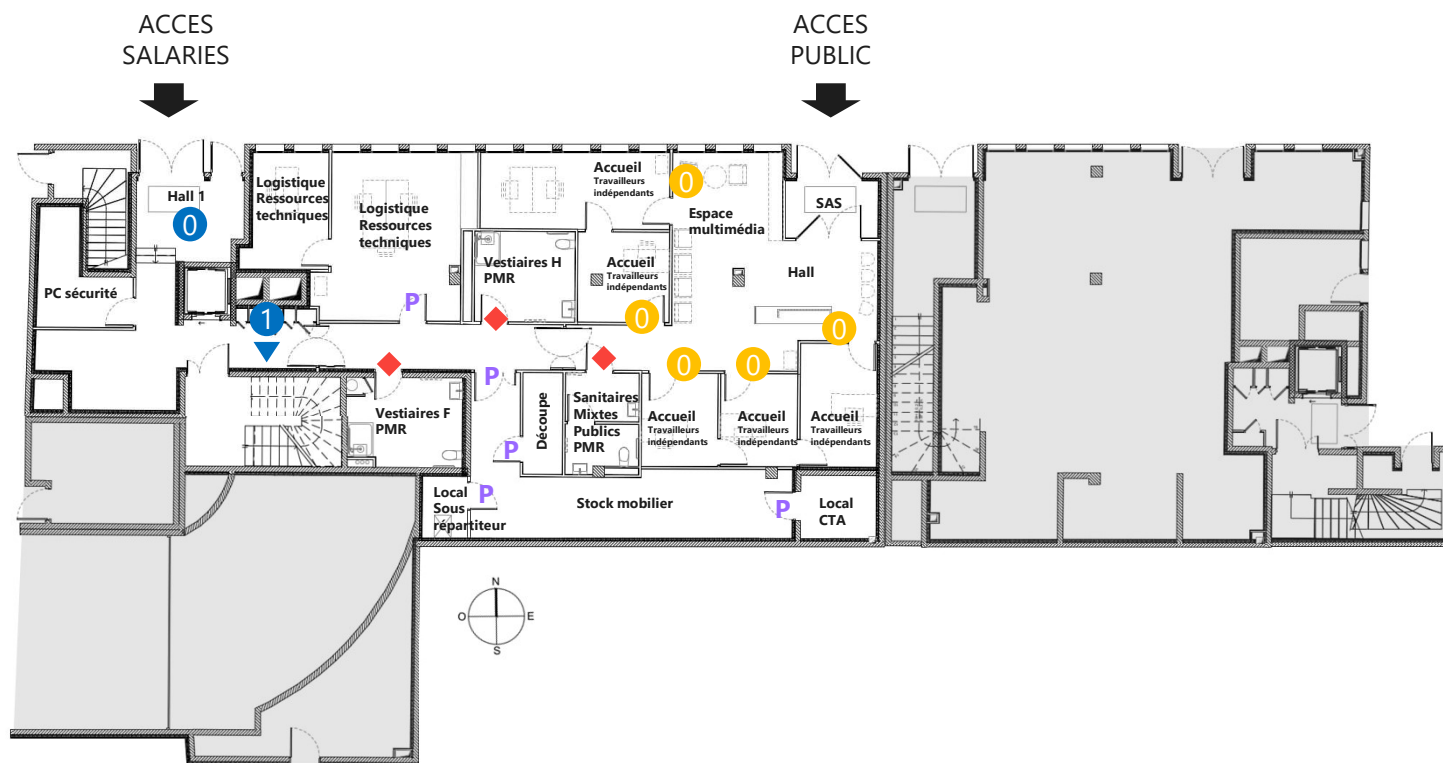 ACCES
SALARIES
ACCES
PUBLIC
Hall 1
0
Logistique
Ressources
techniques
Logistique
Ressources
techniques
Accueil
Travailleurs
indépendants
0
Espace
multimédia
SAS
Vestiaires H
PMR
Accueil
Travailleurs
indépendants
Hall
PC sécurité
P
1
0
0
0
0
P
Vestiaires F
PMR
Découpe
Sanitaires
Mixtes
Publics
PMR
Accueil
Travailleurs
indépendants
Accueil
Travailleurs
indépendants
Accueil
Travailleurs
indépendants
P
Local
Sous
répartiteur
P
Stock mobilier
P
Local
CTA
N
O
E
S